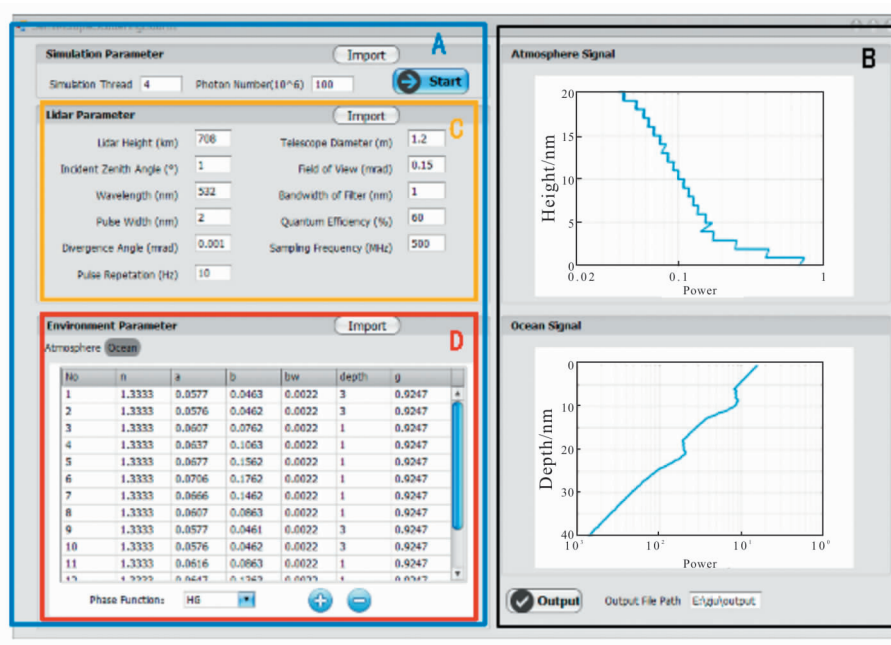 A
B
Simulation Parameter Import
Simulation Thread 4 Photon Number(10^6) 100 Start
Lidar Parameter Import C
Lidar Height (km) 708 Telescope Diameter (m) 1.2
Incident Zenith Angle (°) 1 Field of View (mrad) 0.15
Wavelength (nm) 532 Bandwidth of Filter (nm) 1
Pulse Width (nm) 2 Quantum Efficiency (%) 60
Divergence Angle (mrad) 0.001 Sampling Frequency (MHz) 500
Pulse Repetation (Hz) 10
Environment Parameter Import D
Atmosphere Ocean
No n a b bw depth g
1 1.3333 0.0577 0.0463 0.0022 3 0.9247
2 1.3333 0.0576 0.0462 0.0022 3 0.9247
3 1.3333 0.0607 0.0762 0.0022 1 0.9247
4 1.3333 0.0637 0.1063 0.0022 1 0.9247
5 1.3333 0.0677 0.1562 0.0022 1 0.9247
6 1.3333 0.0706 0.1762 0.0022 1 0.9247
7 1.3333 0.0666 0.1462 0.0022 1 0.9247
8 1.3333 0.0607 0.0863 0.0022 1 0.9247
9 1.3333 0.0577 0.0461 0.0022 3 0.9247
10 1.3333 0.0576 0.0462 0.0022 3 0.9247
11 1.3333 0.0616 0.0863 0.0022 1 0.9247
Phase Function: HG
Atmosphere Signal
Height/nm
20
15
10
5
0
0.02 0.1 1
Power
Ocean Signal
Depth/nm
0
10
20
30
40
10³ 10² 10¹ 10⁰
Power
Output Output File Path